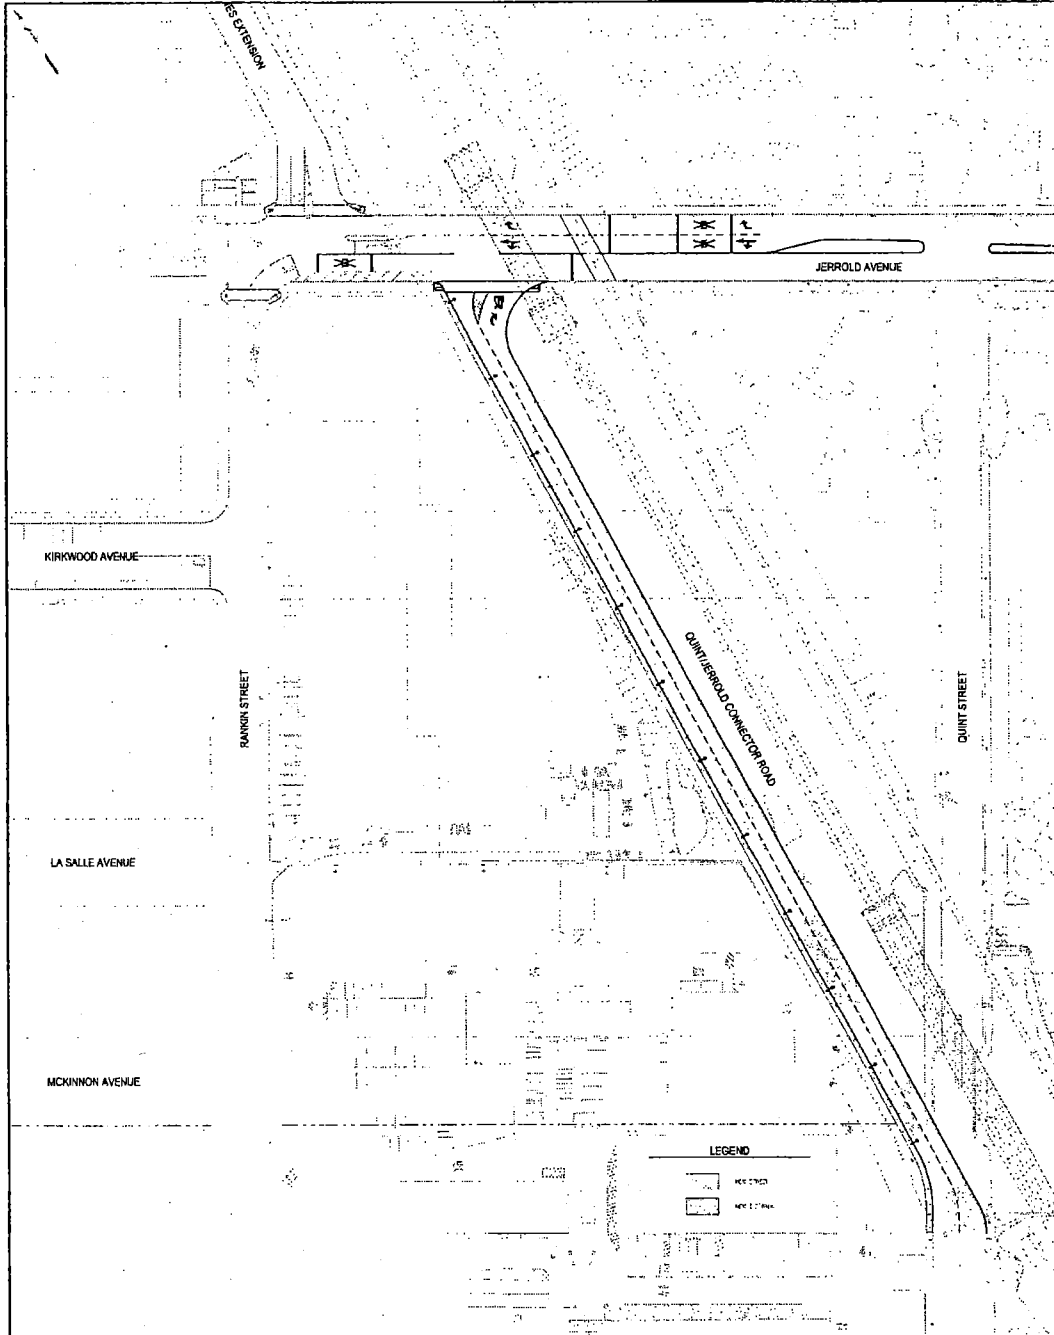 ES EXTENSION
JERROLD AVENUE
KIRKWOOD AVENUE
RANKIN STREET
QUINT/JERROLD CONNECTOR ROAD
QUINT STREET
LA SALLE AVENUE
MCKINNON AVENUE
LEGEND